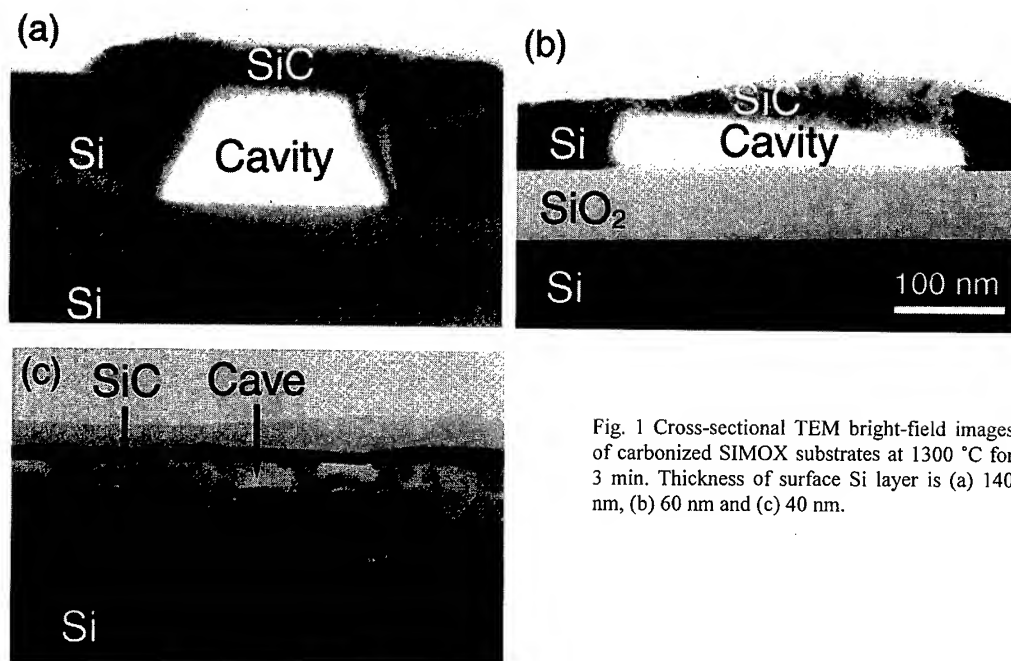 (a)
SiC
Si
Cavity
Si
(b)
SiC
Si
Cavity
SiO₂
Si
100 nm
(c)
SiC Cave
Si
Fig. 1 Cross-sectional TEM bright-field images
of carbonized SIMOX substrates at 1300 °C for
3 min. Thickness of surface Si layer is (a) 140
nm, (b) 60 nm and (c) 40 nm.